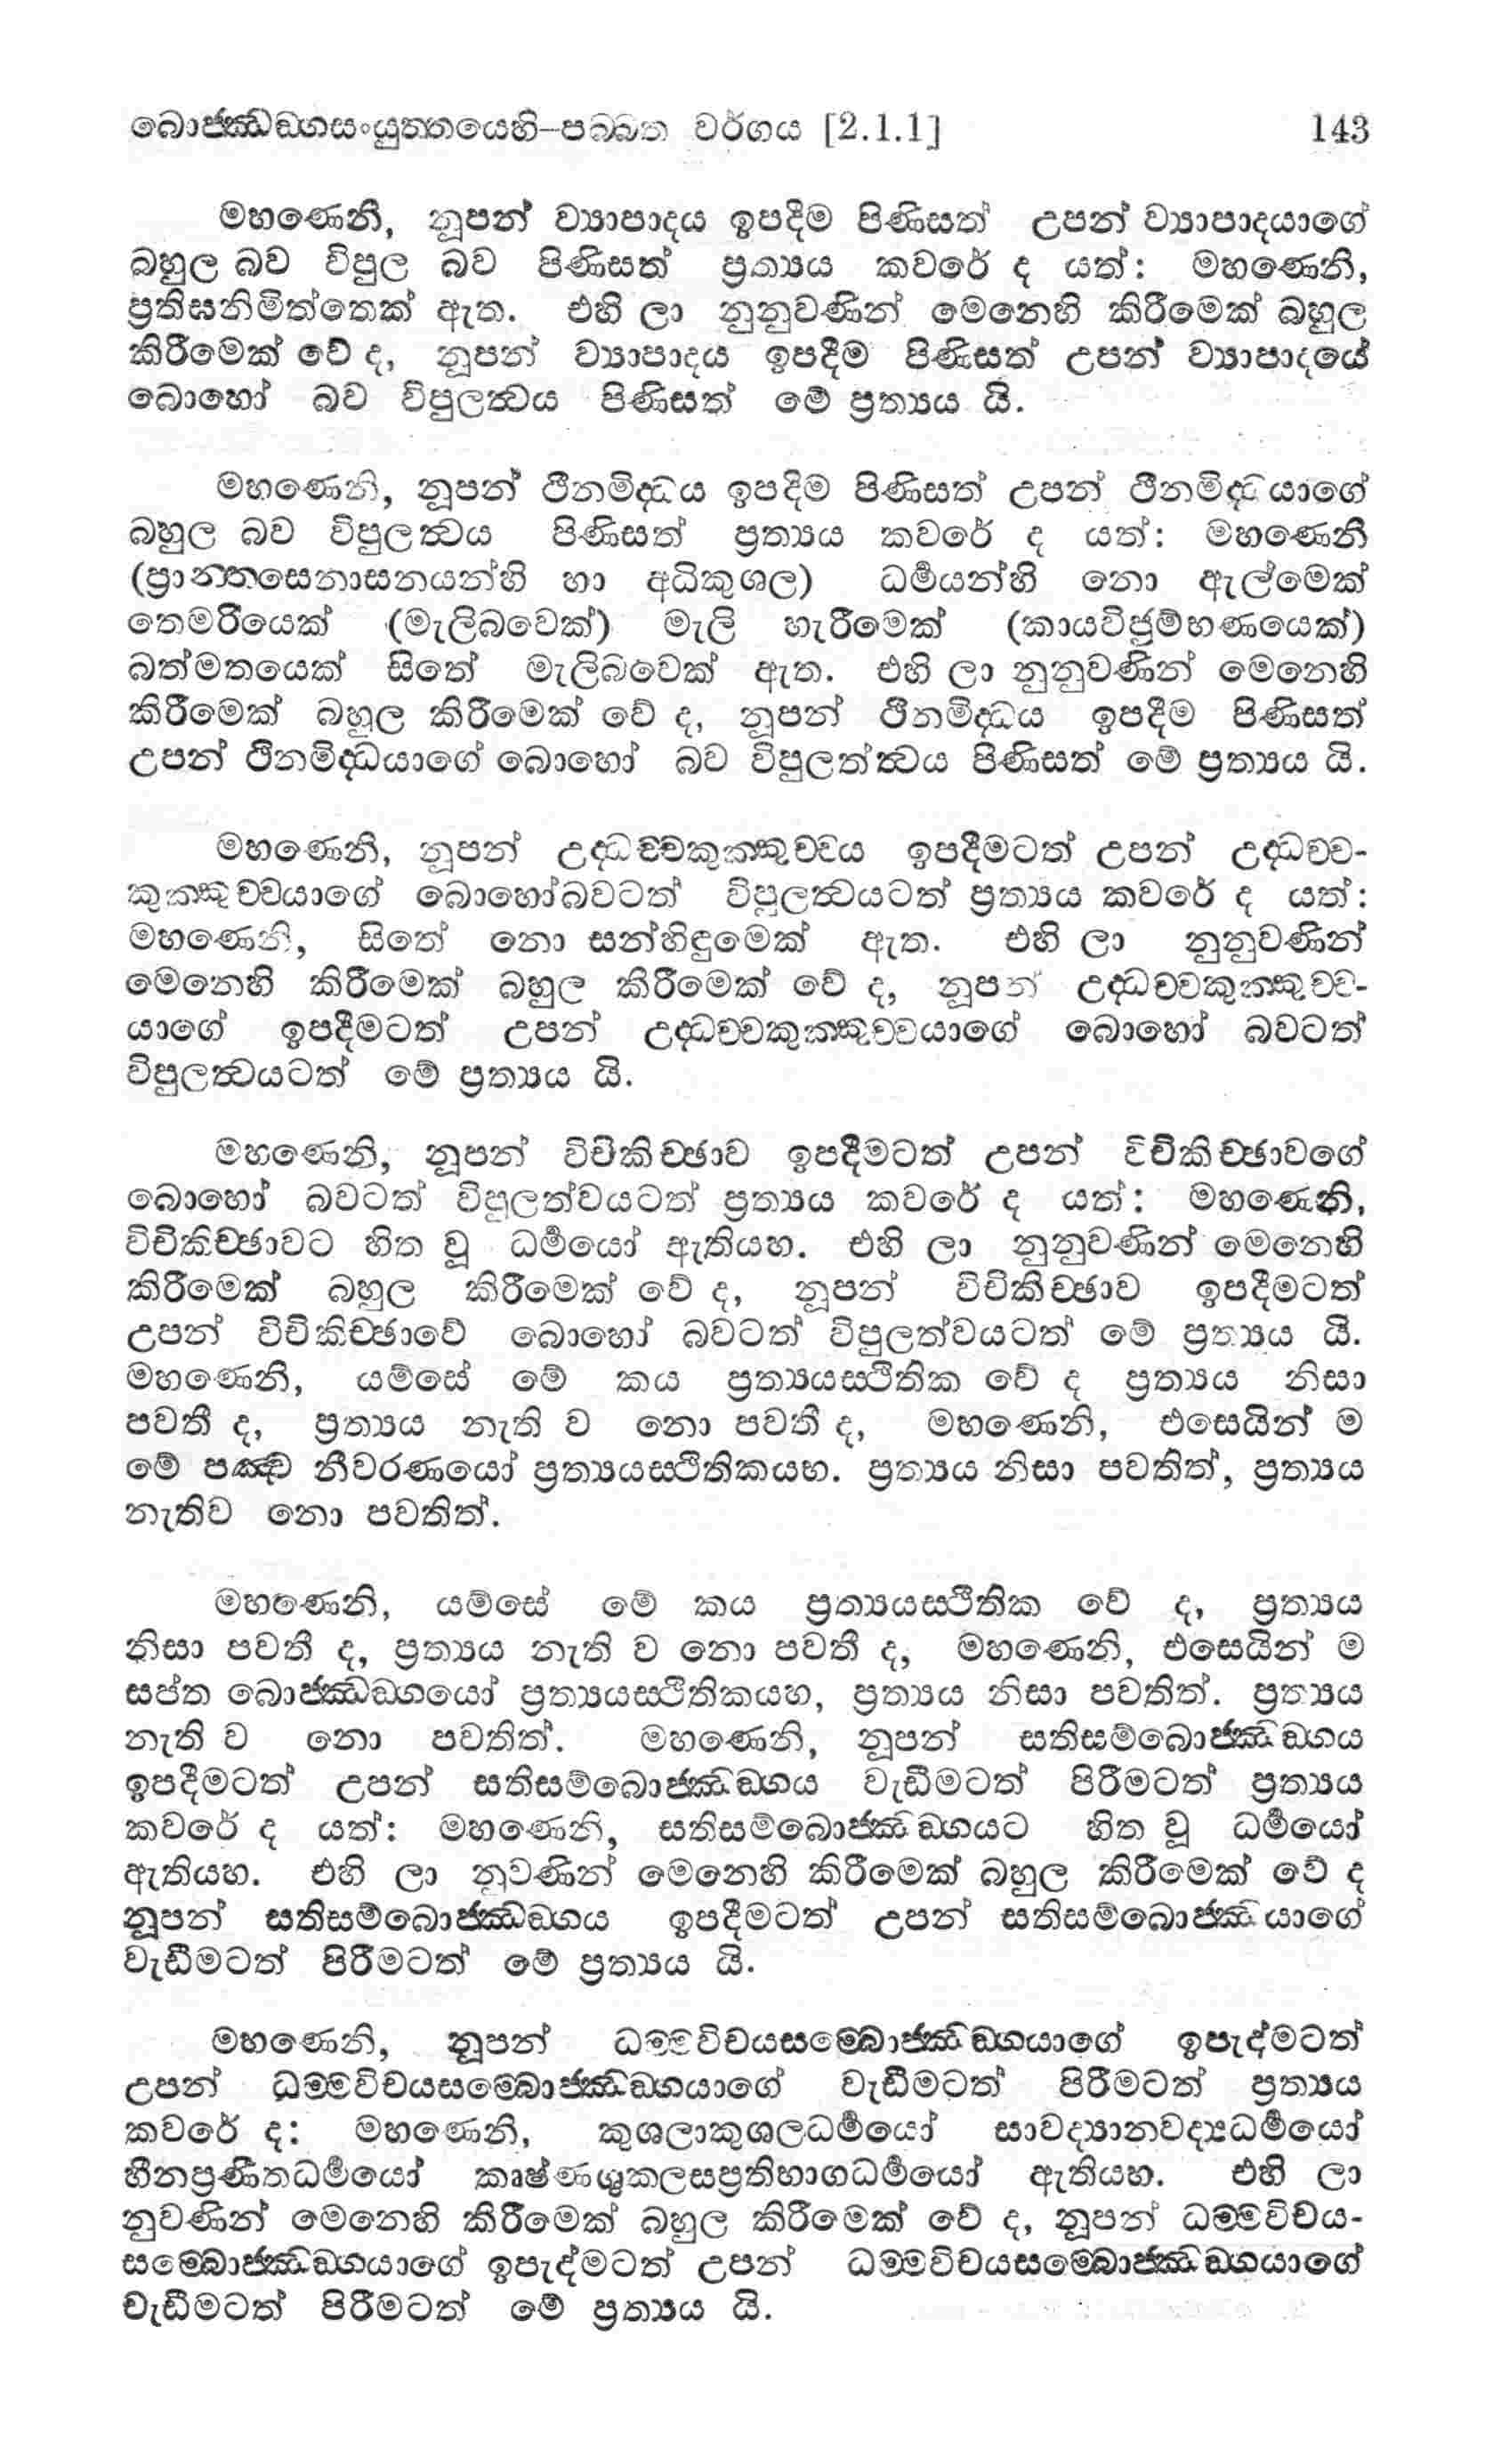 බොජ්ඣඞ්ගසංයුත්තයෙහි–පබ්බත වර්ගය [2.1.1] 143
මහණෙනි, නූපන් ව්‍යාපාදය ඉපදීම පිණිසත් උපන් ව්‍යාපාදයාගේ
බහුල බව විපුල බව පිණිසත් ප්‍රත්‍යය කවරේ ද යත්: මහණෙනි,
ප්‍රතිඝනිමිත්තෙක් ඇත. එහි ලා නුනුවණින් මෙනෙහි කිරීමෙක් බහුල
කිරීමෙක් වේ ද, නූපන් ව්‍යාපාදය ඉපදීම පිණිසත් උපන් ව්‍යාපාදයේ
බොහෝ බව විපුලත්‍වය පිණිසත් මේ ප්‍රත්‍යය යි.
මහණෙනි, නූපන් ථීනමිද්ධය ඉපදීම පිණිසත් උපන් ථීනමිද්ධයාගේ
බහුල බව විපුලත්‍වය පිණිසත් ප්‍රත්‍යය කවරේ ද යත්: මහණෙනි
(ප්‍රාන්තසෙනාසනයන්හි හා අධිකුශල) ධර්‍මයන්හි නො ඇල්මෙක්
තෙමරියෙක් (මැලිබවෙක්) මැලි හැරීමෙක් (කායවිජෘම්භණයෙක්)
බත්මතයෙක් සිතේ මැලිබවෙක් ඇත. එහි ලා නුනුවණින් මෙනෙහි
කිරීමෙක් බහුල කිරීමෙක් වේ ද, නූපන් ථීනමිද්ධය ඉපදීම පිණිසත්
උපන් ථිනමිද්ධයාගේ බොහෝ බව විපුලත්ත්‍වය පිණිසත් මේ ප්‍රත්‍යය යි.
මහණෙනි, නූපන් උද්ධච්චකුක්කුච්චය ඉපදීමටත් උපන් උද්ධච්ච-
කුක්කුච්චයාගේ බොහෝබවටත් විපුලත්‍වයටත් ප්‍රත්‍යය කවරේ ද යත්:
මහණෙනි, සිතේ නො සන්හිඳුමෙක් ඇත. එහි ලා නුනුවණින්
මෙනෙහි කිරීමෙක් බහුල කිරීමෙක් වේ ද, නූපන් උද්ධච්චකුක්කුච්ච-
යාගේ ඉපදීමටත් උපන් උද්ධච්චකුක්කුච්චයාගේ බොහෝ බවටත්
විපුලත්‍වයටත් මේ ප්‍රත්‍යය යි.
මහණෙනි, නූපන් විචිකිච්ඡාව ඉපදීමටත් උපන් විචිකිච්ඡාවගේ
බොහෝ බවටත් විපුලත්වයටත් ප්‍රත්‍යය කවරේ ද යත්: මහණෙනි,
විචිකිච්ඡාවට හිත වූ ධර්‍මයෝ ඇතියහ. එහි ලා නුනුවණින් මෙනෙහි
කිරීමෙක් බහුල කිරීමෙක් වේ ද, නූපන් විචිකිච්ඡාව ඉපදීමටත්
උපන් විචිකිච්ඡාවේ බොහෝ බවටත් විපුලත්වයටත් මේ ප්‍රත්‍යය යි.
මහණෙනි, යම්සේ මේ කය ප්‍රත්‍යයස්ථිතික වේ ද ප්‍රත්‍යය නිසා
පවතී ද, ප්‍රත්‍යය නැති ව නො පවතී ද, මහණෙනි, එසෙයින් ම
මේ පඤ්ච නීවරණයෝ ප්‍රත්‍යයස්ථිතිකයහ. ප්‍රත්‍යය නිසා පවතිත්, ප්‍රත්‍යය
නැතිව නො පවතිත්.
මහණෙනි, යම්සේ මේ කය ප්‍රත්‍යයස්ථිතික වේ ද, ප්‍රත්‍යය
නිසා පවතී ද, ප්‍රත්‍යය නැති ව නො පවතී ද, මහණෙනි, එසෙයින් ම
සප්ත බොජ්ඣඞ්ගයෝ ප්‍රත්‍යයස්ථිතිකයහ, ප්‍රත්‍යය නිසා පවතිත්. ප්‍රත්‍යය
නැති ව නො පවතිත්. මහණෙනි, නූපන් සතිසම්බොජ්ඣඞ්ගය
ඉපදීමටත් උපන් සතිසම්බොජ්ඣඞ්ගය වැඩීමටත් පිරීමටත් ප්‍රත්‍යය
කවරේ ද යත්: මහණෙනි, සතිසම්බොජ්ඣඞ්ගයට හිත වූ ධර්‍මයෝ
ඇතියහ. එහි ලා නුවණින් මෙනෙහි කිරීමෙක් බහුල කිරීමෙක් වේ ද
නූපන් සතිසම්බොජ්ඣඞ්ගය ඉපදීමටත් උපන් සතිසම්බොජ්ඣයාගේ
වැඩීමටත් පිරීමටත් මේ ප්‍රත්‍යය යි.
මහණෙනි, නූපන් ධම්මවිචයසම්බොජ්ඣඞ්ගයාගේ ඉපැද්මටත්
උපන් ධම්මවිචයසම්බොජ්ඣඞ්ගයාගේ වැඩීමටත් පිරීමටත් ප්‍රත්‍යය
කවරේ ද: මහණෙනි, කුශලාකුශලධර්‍මයෝ සාවද්‍යානවද්‍යධර්‍මයෝ
හීනප්‍රණීතධර්‍මයෝ කෘෂ්ණශුකලසප්‍රතිභාගධර්‍මයෝ ඇතියහ. එහි ලා
නුවණින් මෙනෙහි කිරීමෙක් බහුල කිරීමෙක් වේ ද, නූපන් ධම්මවිචය-
සම්බොජ්ඣඞ්ගයාගේ ඉපැද්මටත් උපන් ධම්මවිචයසම්බොජ්ඣඞ්ගයාගේ
වැඩීමටත් පිරීමටත් මේ ප්‍රත්‍යය යි.